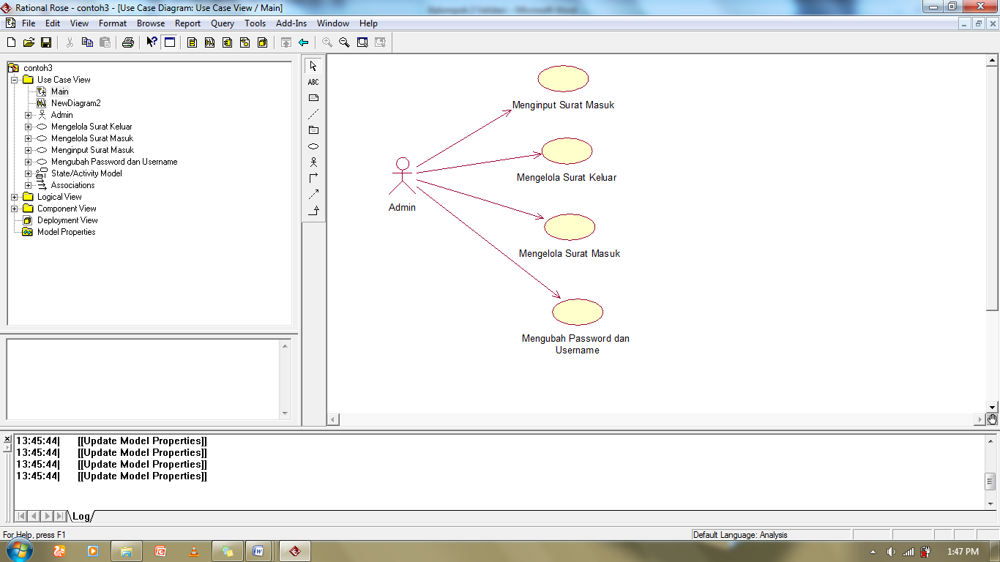 Rational Rose - contoh3 - [Use Case Diagram: Use Case View / Main]
File Edit View Format Browse Report Query Tools Add-Ins Window Help
ABC
contoh3
Use Case View
Main
NewDiagram2
Admin
Mengelola Surat Keluar
Mengelola Surat Masuk
Menginput Surat Masuk
Mengubah Password dan Username
State/Activity Model
Associations
Logical View
Component View
Deployment View
Model Properties
Menginput Surat Masuk
Mengelola Surat Keluar
Admin
Mengelola Surat Masuk
Mengubah Password dan
Username
13:45:44| [[Update Model Properties]]
13:45:44| [[Update Model Properties]]
13:45:44| [[Update Model Properties]]
13:45:44| [[Update Model Properties]]
Log
For Help, press F1
Default Language: Analysis
1:47 PM